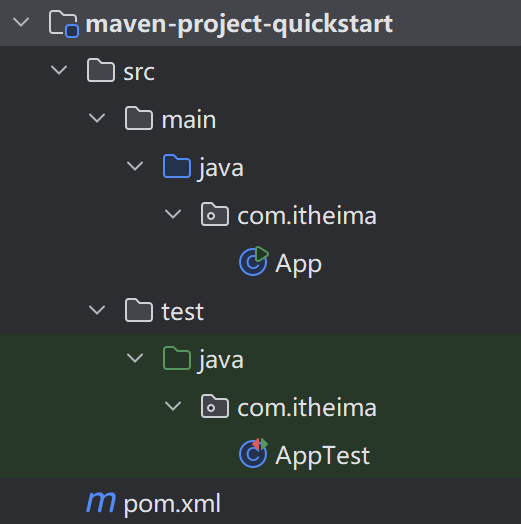 maven-project-quickstart
src
main
java
com.itheima
App
test
java
com.itheima
AppTest
pom.xml